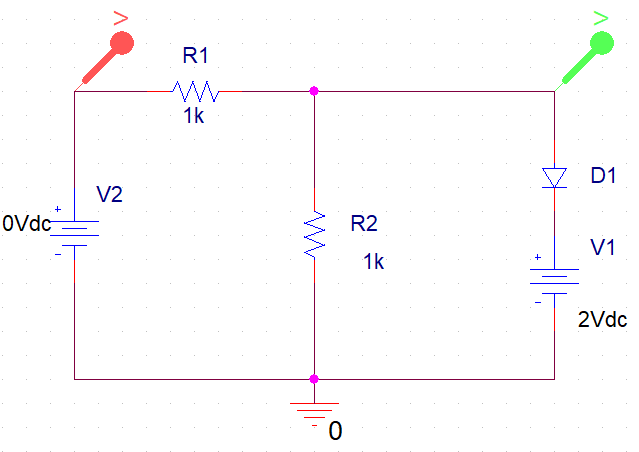 V
V
R1
1k
D1
V2
+
0Vdc
-
R2
1k
V1
+
-
2Vdc
0